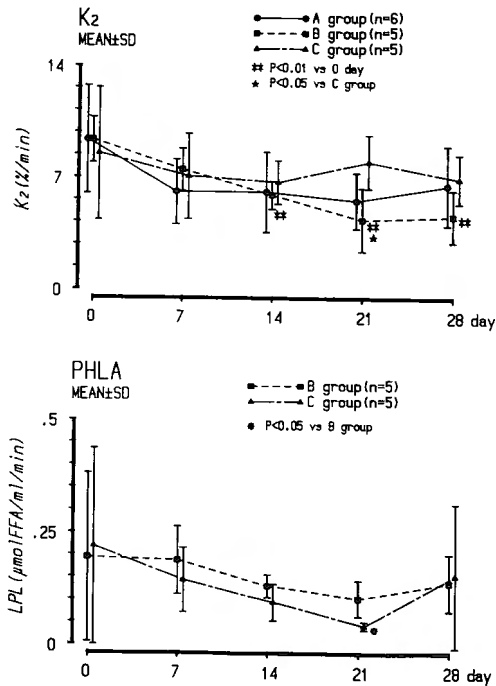 K2
MEAN±SD
A group(n=6)
B group(n=5)
C group(n=5)
⌗ P<0.01 vs 0 day
★ P<0.05 vs C group
14
7
0
K2(%/min)
⌗
⌗
★
⌗
0 7 14 21 28 day
PHLA
MEAN±SD
B group(n=5)
C group(n=5)
● P<0.05 vs B group
.5
.25
0
LPL(μmolFFA/ml/min)
●
0 7 14 21 28 day